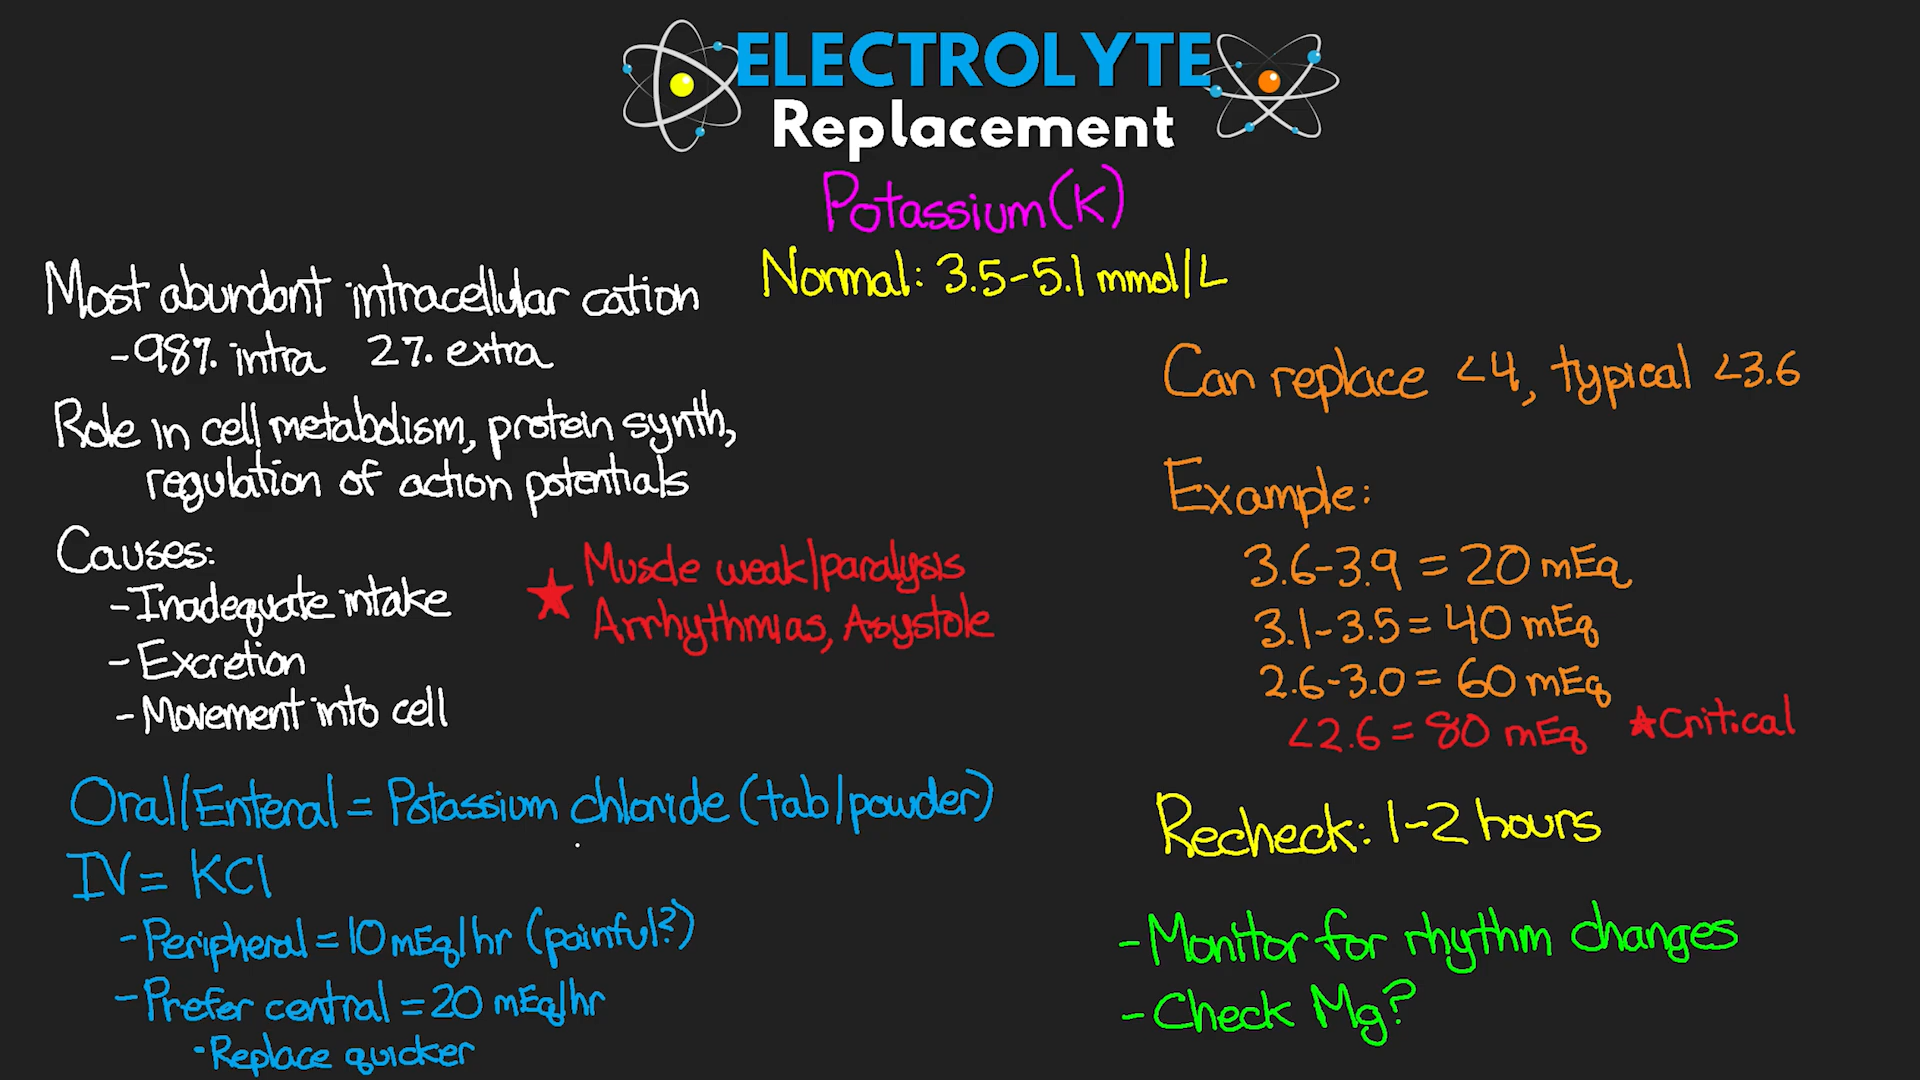 ELECTROLYTE
Replacement
Potassium (K)
Normal: 3.5-5.1 mmol/L
Most abundant intracellular cation
-98% intra 2% extra
Role in cell metabolism, protein synth,
regulation of action potentials
Causes:
-Inadequate intake
-Excretion
-Movement into cell
★ Muscle weak/paralysis
Arrhythmias, Asystole
Oral/Enteral = Potassium chloride (tab/powder)
IV = KCl
-Peripheral = 10 mEq/hr (painful?)
-Prefer central = 20 mEq/hr
·Replace quicker
Can replace <4, typical <3.6
Example:
3.6-3.9 = 20 mEq
3.1-3.5 = 40 mEq
2.6-3.0 = 60 mEq
<2.6 = 80 mEq ★Critical
Recheck: 1-2 hours
-Monitor for rhythm changes
-Check Mg?